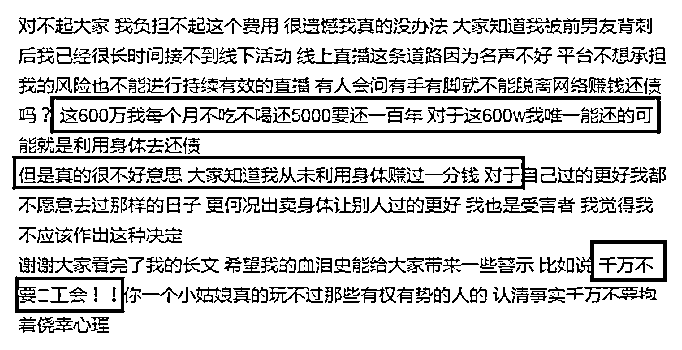 对不起大家 我负担不起这个费用 很遗憾我真的没办法 大家知道我被前男友背刺
后我已经很长时间接不到线下活动 线上直播这条道路因为名声不好 平台不想承担
我的风险也不能进行持续有效的直播 有人会问有手有脚就不能脱离网络赚钱还债
吗？这600万我每个月不吃不喝还5000要还一百年 对于这600w我唯一能还的可
能就是利用身体去还债
但是真的很不好意思 大家知道我从未利用身体赚过一分钱 对于自己过的更好我都
不愿意去过那样的日子 更何况出卖身体让别人过的更好 我也是受害者 我觉得我
不应该作出这种决定
谢谢大家看完了我的长文 希望我的血泪史能给大家带来一些警示 比如说 千万不
要□工会！！你一个小姑娘真的玩不过那些有权有势的人的 认清事实千万不要抱
着侥幸心理